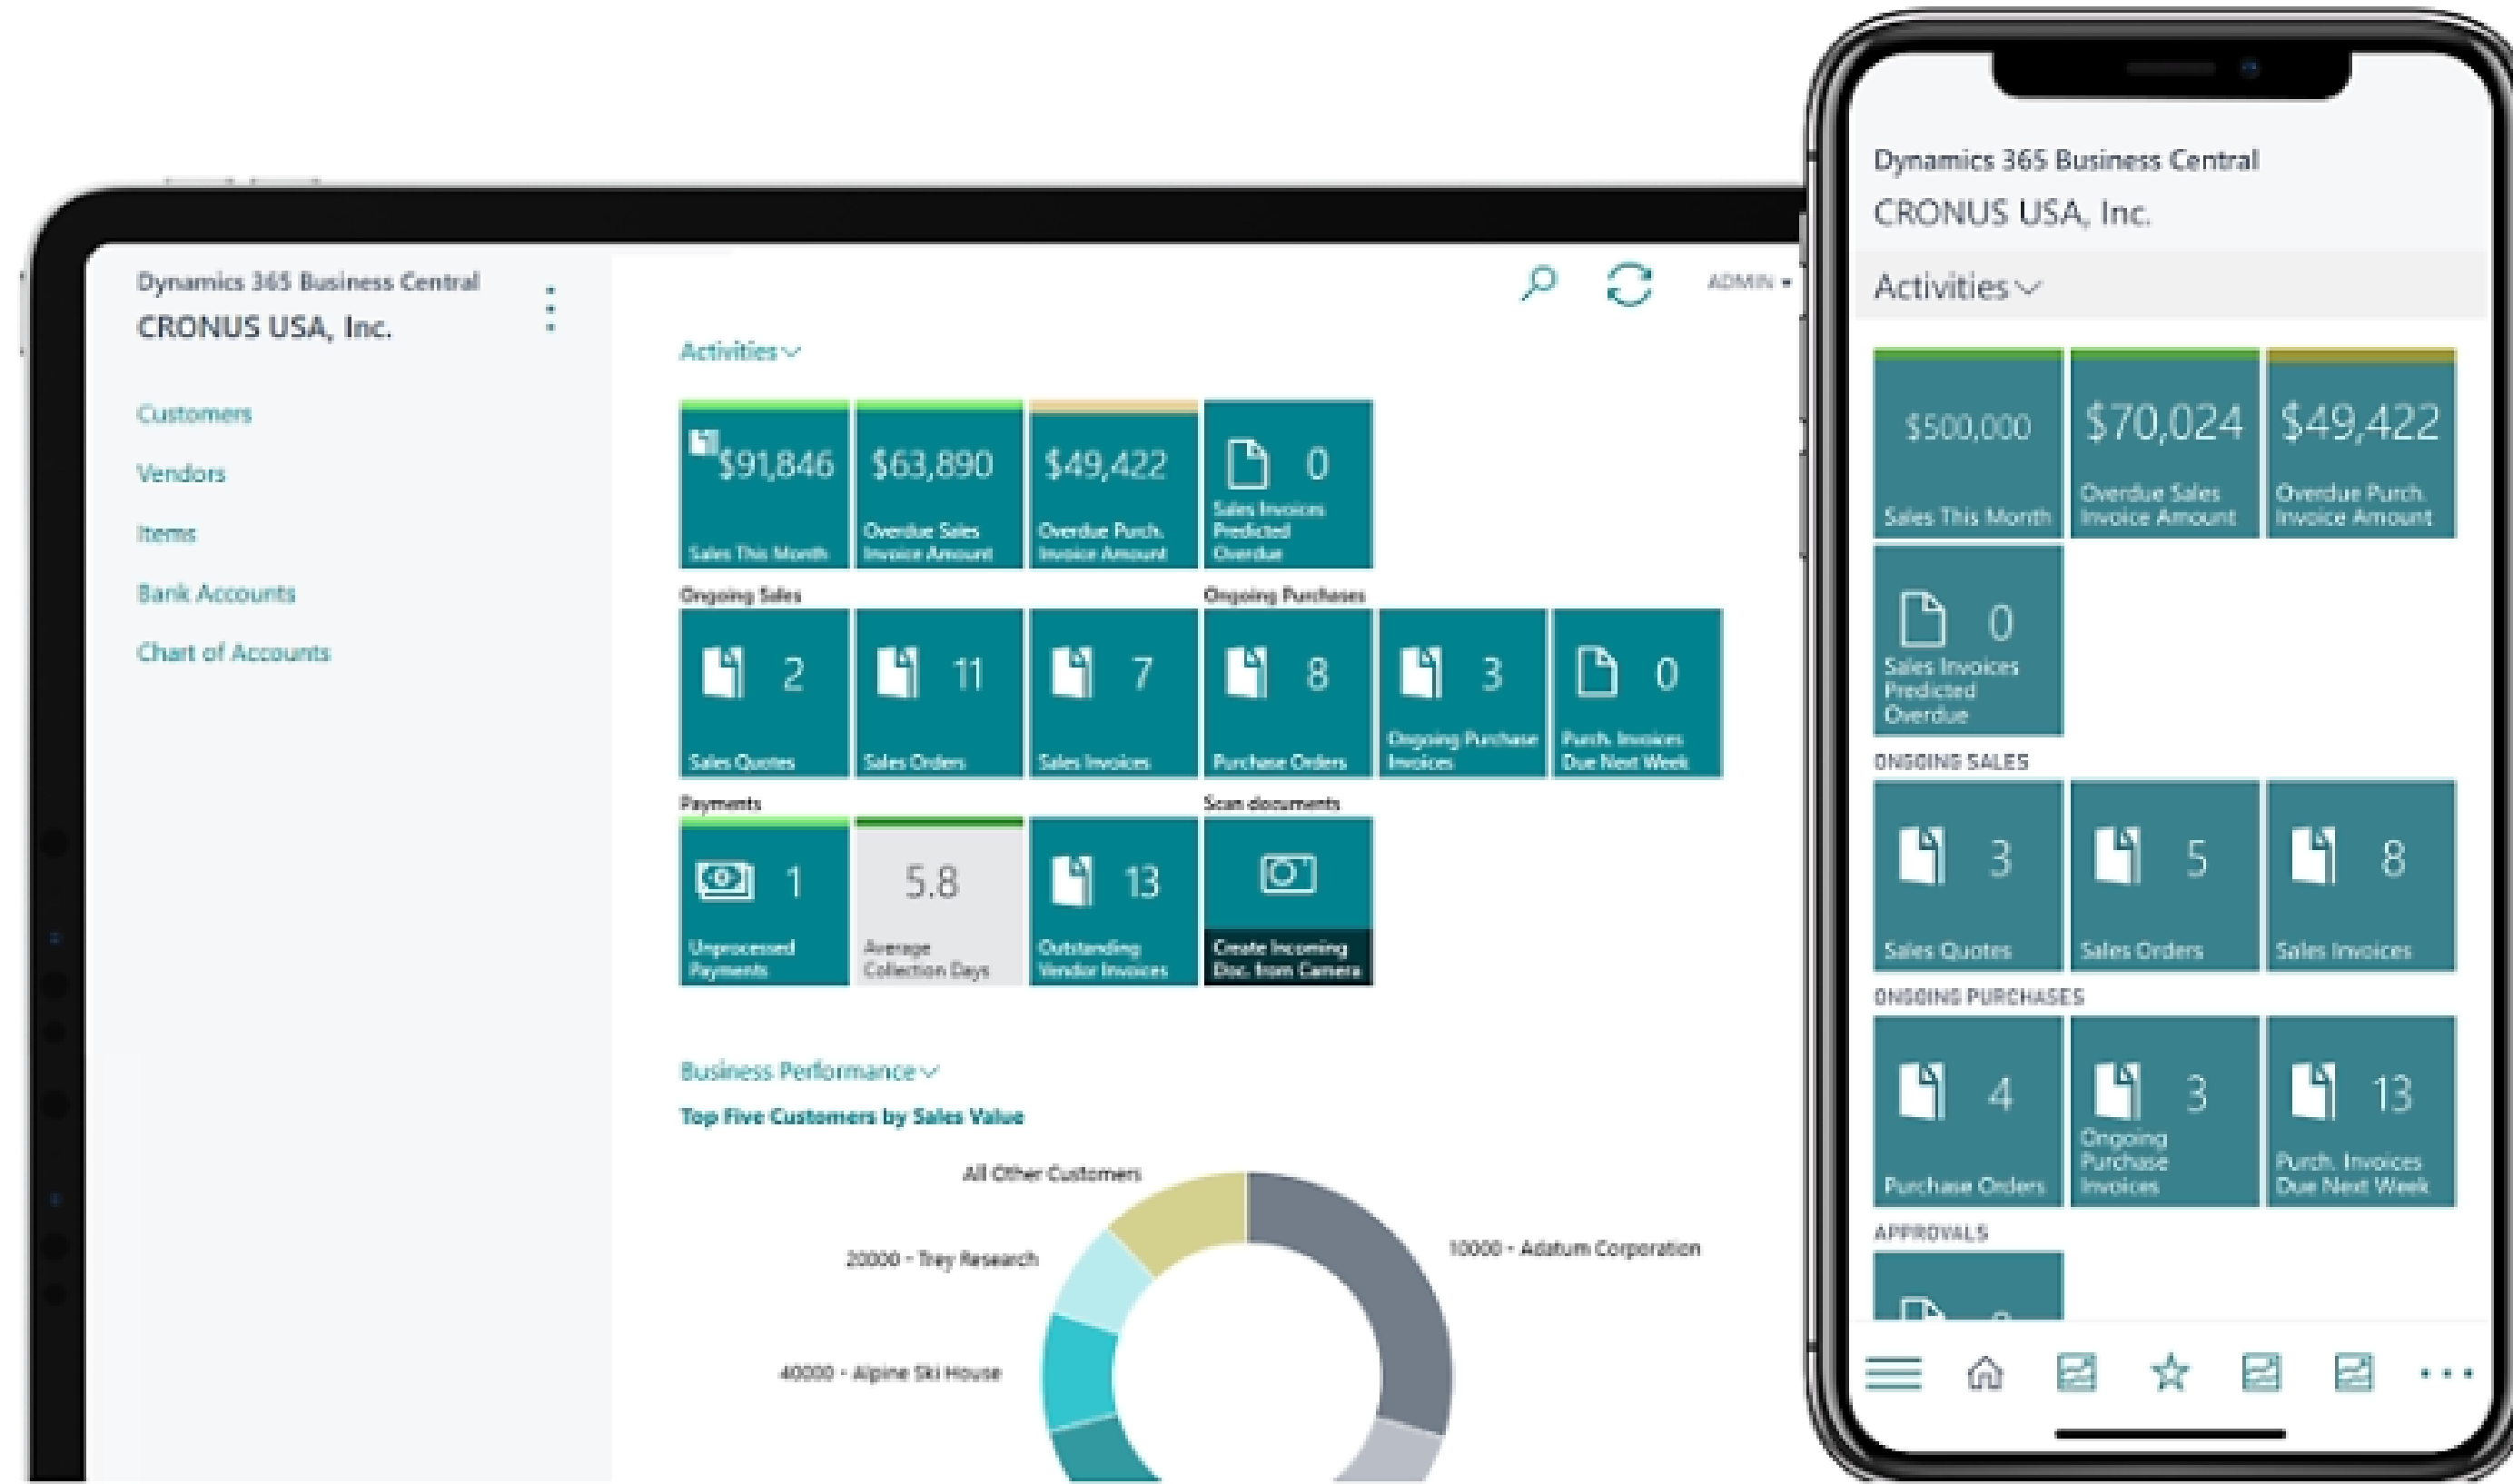 Dynamics 365 Business Central
CRONUS USA, Inc.
Customers
Vendors
Items
Bank Accounts
Chart of Accounts
ADMIN
Activities
$91,846
Sales This Month
$63,890
Overdue Sales
Invoice Amount
$49,422
Overdue Purch.
Invoice Amount
0
Sales Invoices
Predicted
Overdue
Ongoing Sales
2
Sales Quotes
11
Sales Orders
7
Sales Invoices
Ongoing Purchases
8
Purchase Orders
3
Ongoing Purchase
Invoices
0
Purch. Invoices
Due Next Week
Payments
1
Unprocessed
Payments
5.8
Average
Collection Days
13
Outstanding
Vendor Invoices
Scan documents
Create Incoming
Doc. from Camera
Business Performance
Top Five Customers by Sales Value
All Other Customers
20000 - Trey Research
10000 - Adatum Corporation
40000 - Alpine Ski House
Dynamics 365 Business Central
CRONUS USA, Inc.
Activities
$500,000
Sales This Month
$70,024
Overdue Sales
Invoice Amount
$49,422
Overdue Purch.
Invoice Amount
0
Sales Invoices
Predicted
Overdue
ONGOING SALES
3
Sales Quotes
5
Sales Orders
8
Sales Invoices
ONGOING PURCHASES
4
Purchase Orders
3
Ongoing
Purchase
Invoices
13
Purch. Invoices
Due Next Week
APPROVALS